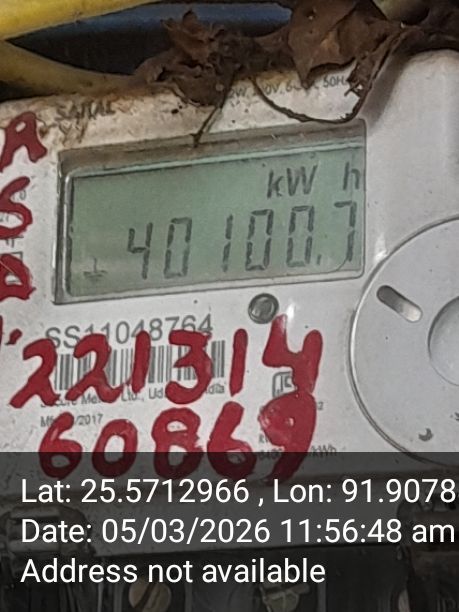 kW h
40100.7
SS11048764
221314
60869
Lat: 25.5712966 , Lon: 91.9078
Date: 05/03/2026 11:56:48 am
Address not available